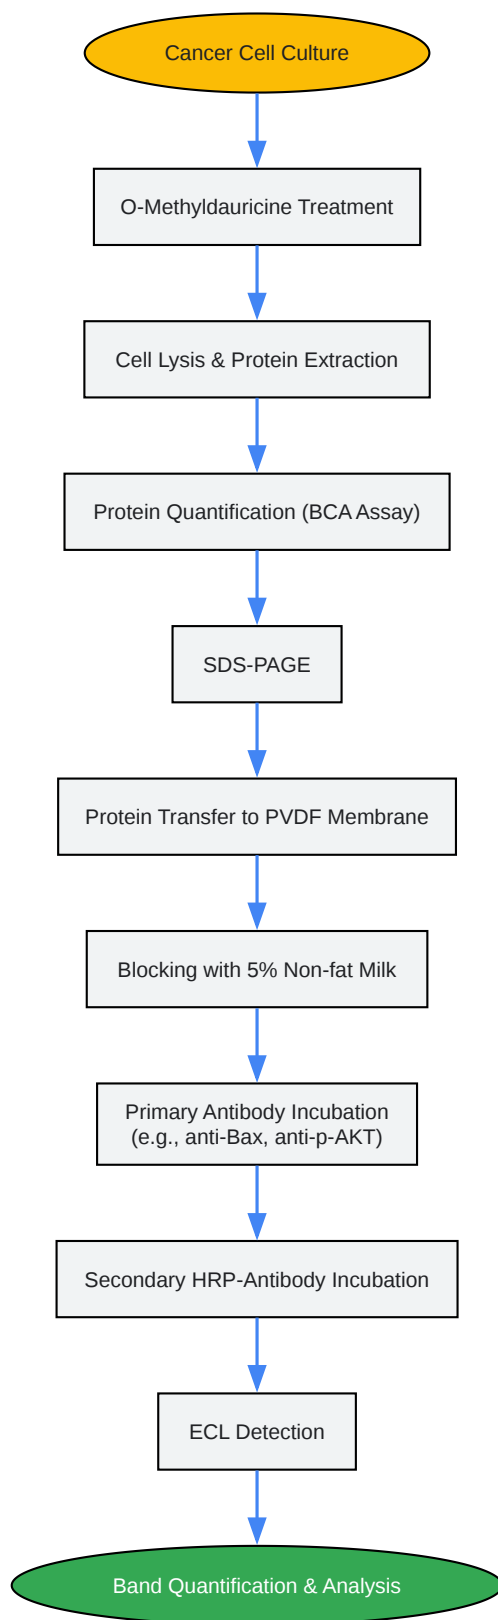 Cancer Cell Culture
O-Methyldauricine Treatment
Cell Lysis & Protein Extraction
Protein Quantification (BCA Assay)
SDS-PAGE
Protein Transfer to PVDF Membrane
Blocking with 5% Non-fat Milk
Primary Antibody Incubation
(e.g., anti-Bax, anti-p-AKT)
Secondary HRP-Antibody Incubation
ECL Detection
Band Quantification & Analysis